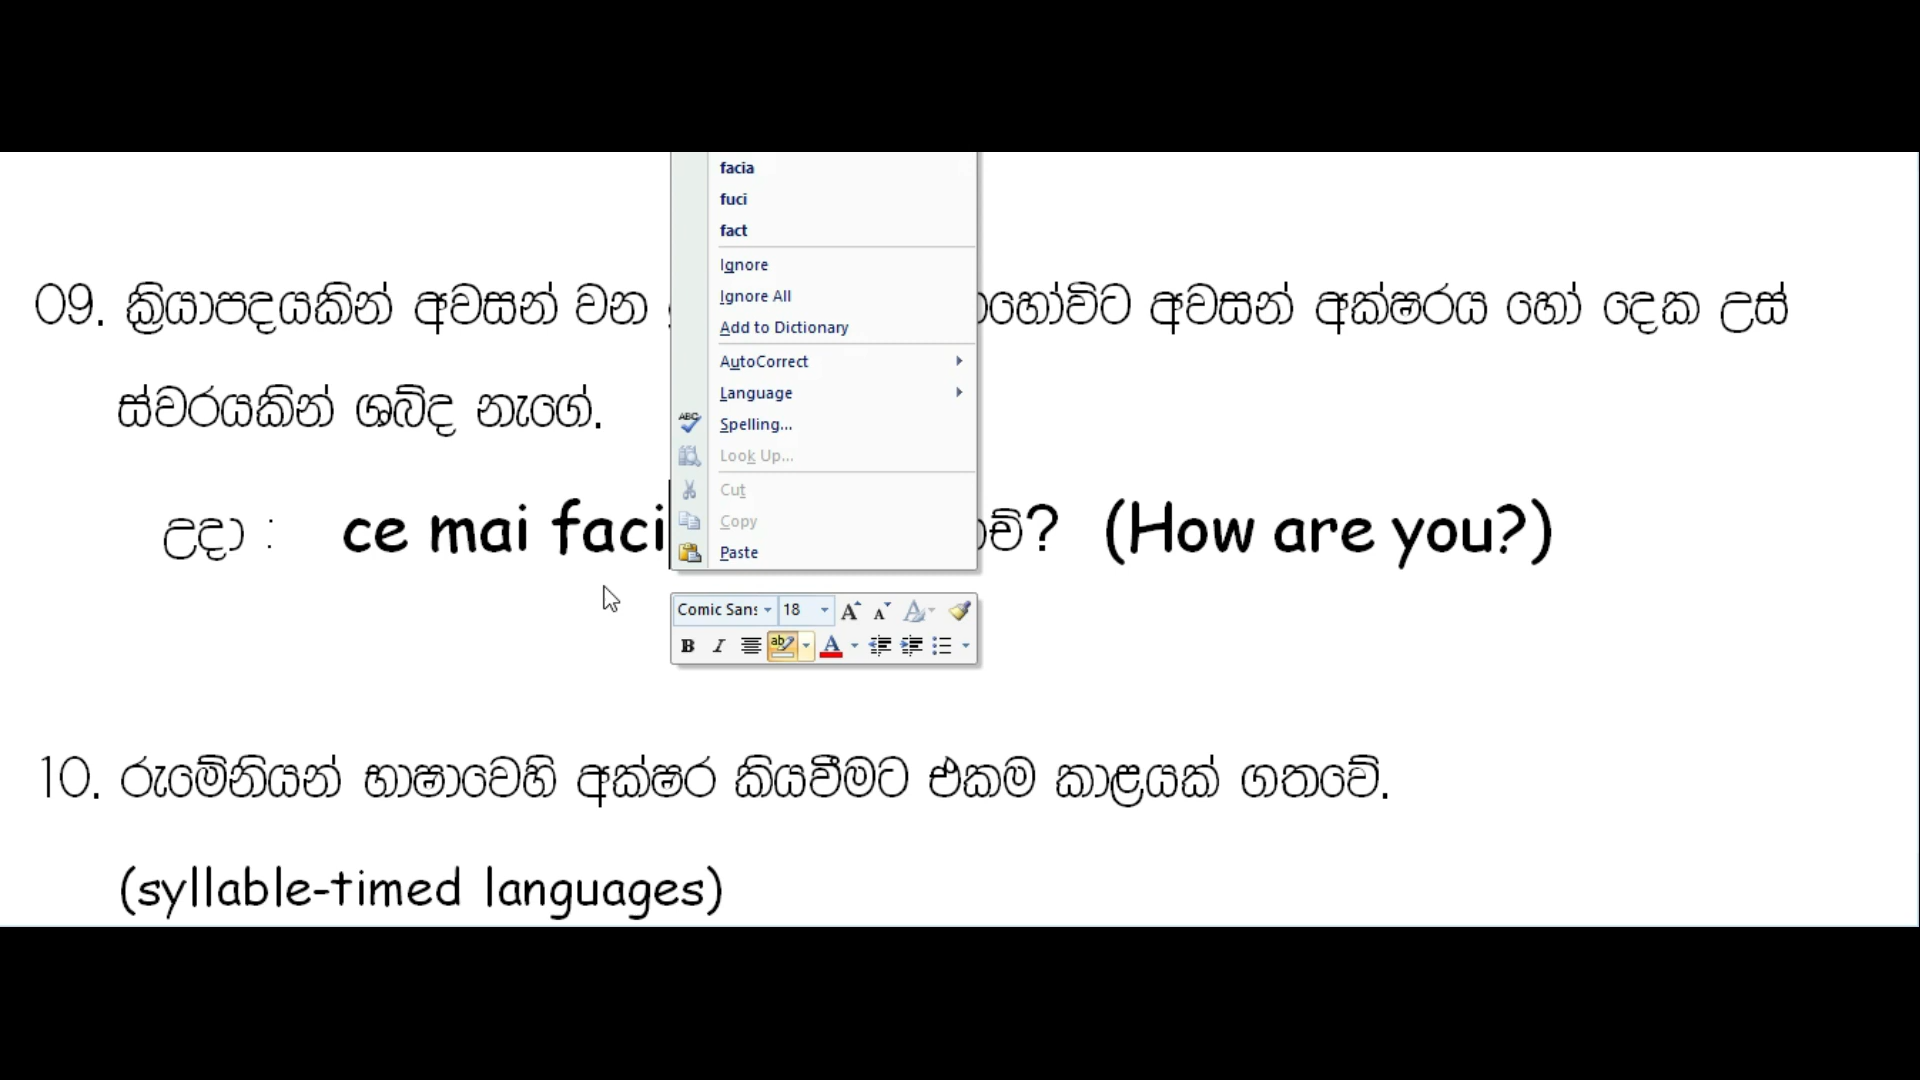 facia
fuci
fact
Ignore
Ignore All
Add to Dictionary
AutoCorrect
Language
Spelling...
Look Up...
Cut
Copy
Paste
Comic Sans 18
09. ක්‍රියාපදයකින් අවසන් වන අවසන් අක්ෂරය හෝ දෙක උස්
ස්වරයකින් ශබ්ද නැගේ.
උදා : ce mai faci ? (How are you?)
10. රුමේනියන් භාෂාවෙහි අක්ෂර කියවීමට එකම කාළයක් ගතවේ.
(syllable-timed languages)